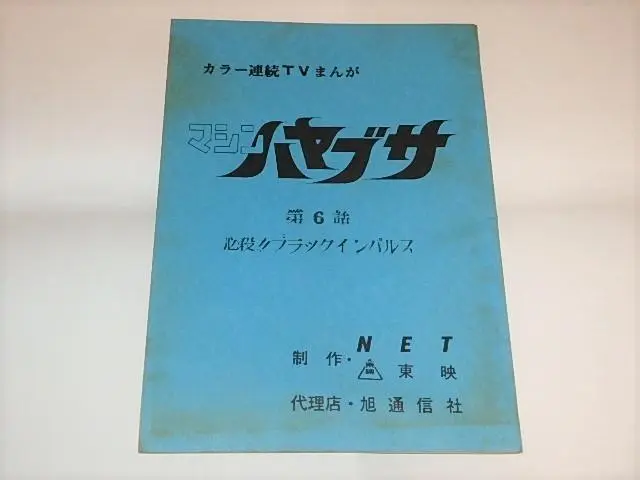 カラー連続TVまんが
マシンハヤブサ
第6話
必殺!!ブラックインパルス
NET
制作・東映
代理店・旭通信社